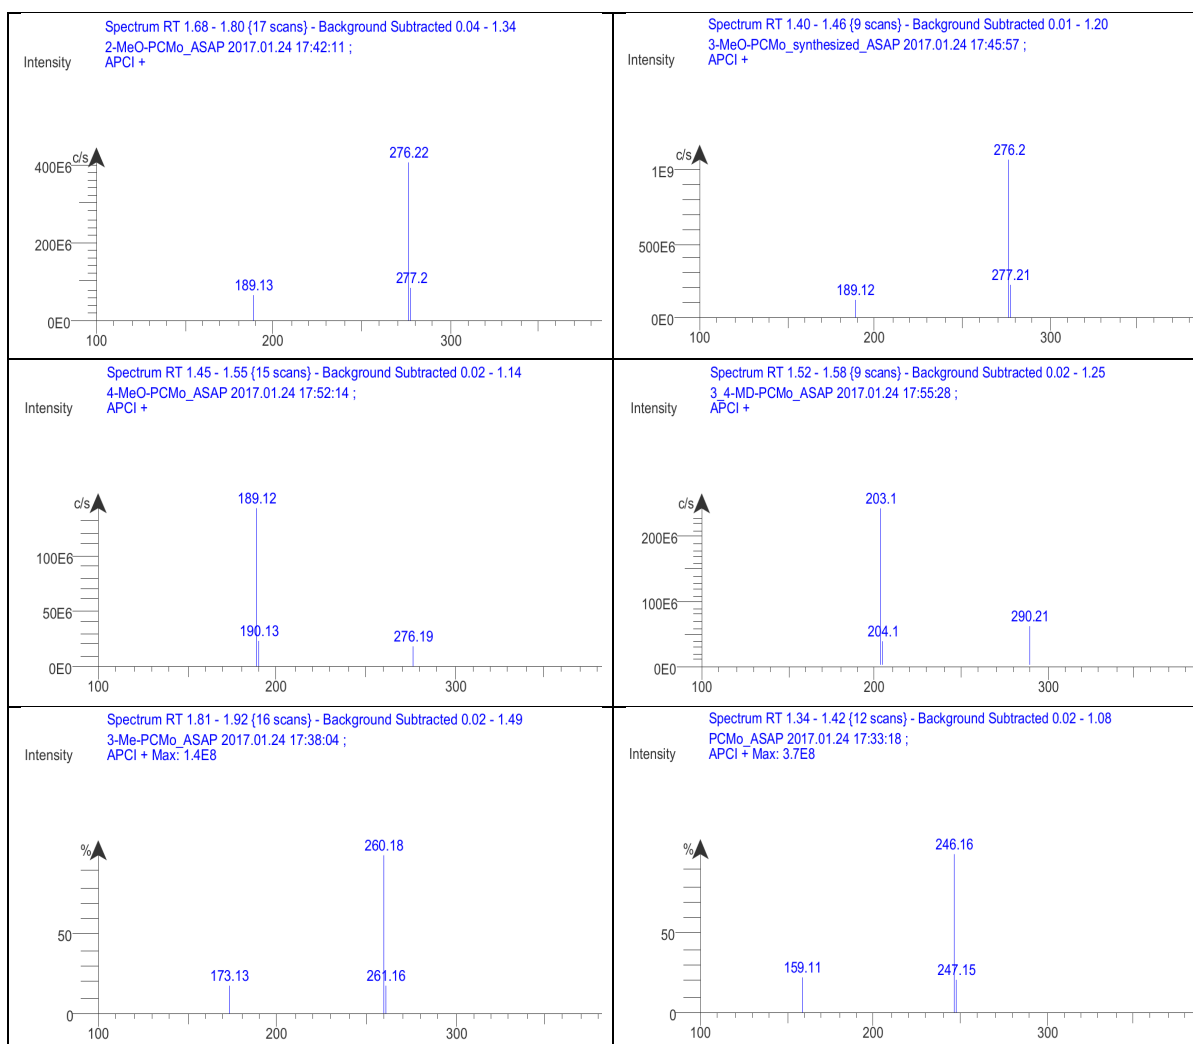 Spectrum RT 1.68 - 1.80 {17 scans} - Background Subtracted 0.04 - 1.34
2-MeO-PCMo_ASAP 2017.01.24 17:42:11 ;
Intensity
APCI +
c/s
400E6
200E6
0E0
276.22
277.2
189.13
100
200
300
Spectrum RT 1.40 - 1.46 {9 scans} - Background Subtracted 0.01 - 1.20
3-MeO-PCMo_synthesized_ASAP 2017.01.24 17:45:57 ;
Intensity
APCI +
c/s
1E9
500E6
0E0
276.2
277.21
189.12
100
200
300
Spectrum RT 1.45 - 1.55 {15 scans} - Background Subtracted 0.02 - 1.14
4-MeO-PCMo_ASAP 2017.01.24 17:52:14 ;
Intensity
APCI +
c/s
100E6
50E6
0E0
189.12
190.13
276.19
100
200
300
Spectrum RT 1.52 - 1.58 {9 scans} - Background Subtracted 0.02 - 1.25
3_4-MD-PCMo_ASAP 2017.01.24 17:55:28 ;
Intensity
APCI +
c/s
200E6
100E6
0E0
203.1
204.1
290.21
100
200
300
Spectrum RT 1.81 - 1.92 {16 scans} - Background Subtracted 0.02 - 1.49
3-Me-PCMo_ASAP 2017.01.24 17:38:04 ;
Intensity
APCI + Max: 1.4E8
%
50
0
260.18
261.16
173.13
100
200
300
Spectrum RT 1.34 - 1.42 {12 scans} - Background Subtracted 0.02 - 1.08
PCMo_ASAP 2017.01.24 17:33:18 ;
Intensity
APCI + Max: 3.7E8
%
50
0
246.16
247.15
159.11
100
200
300